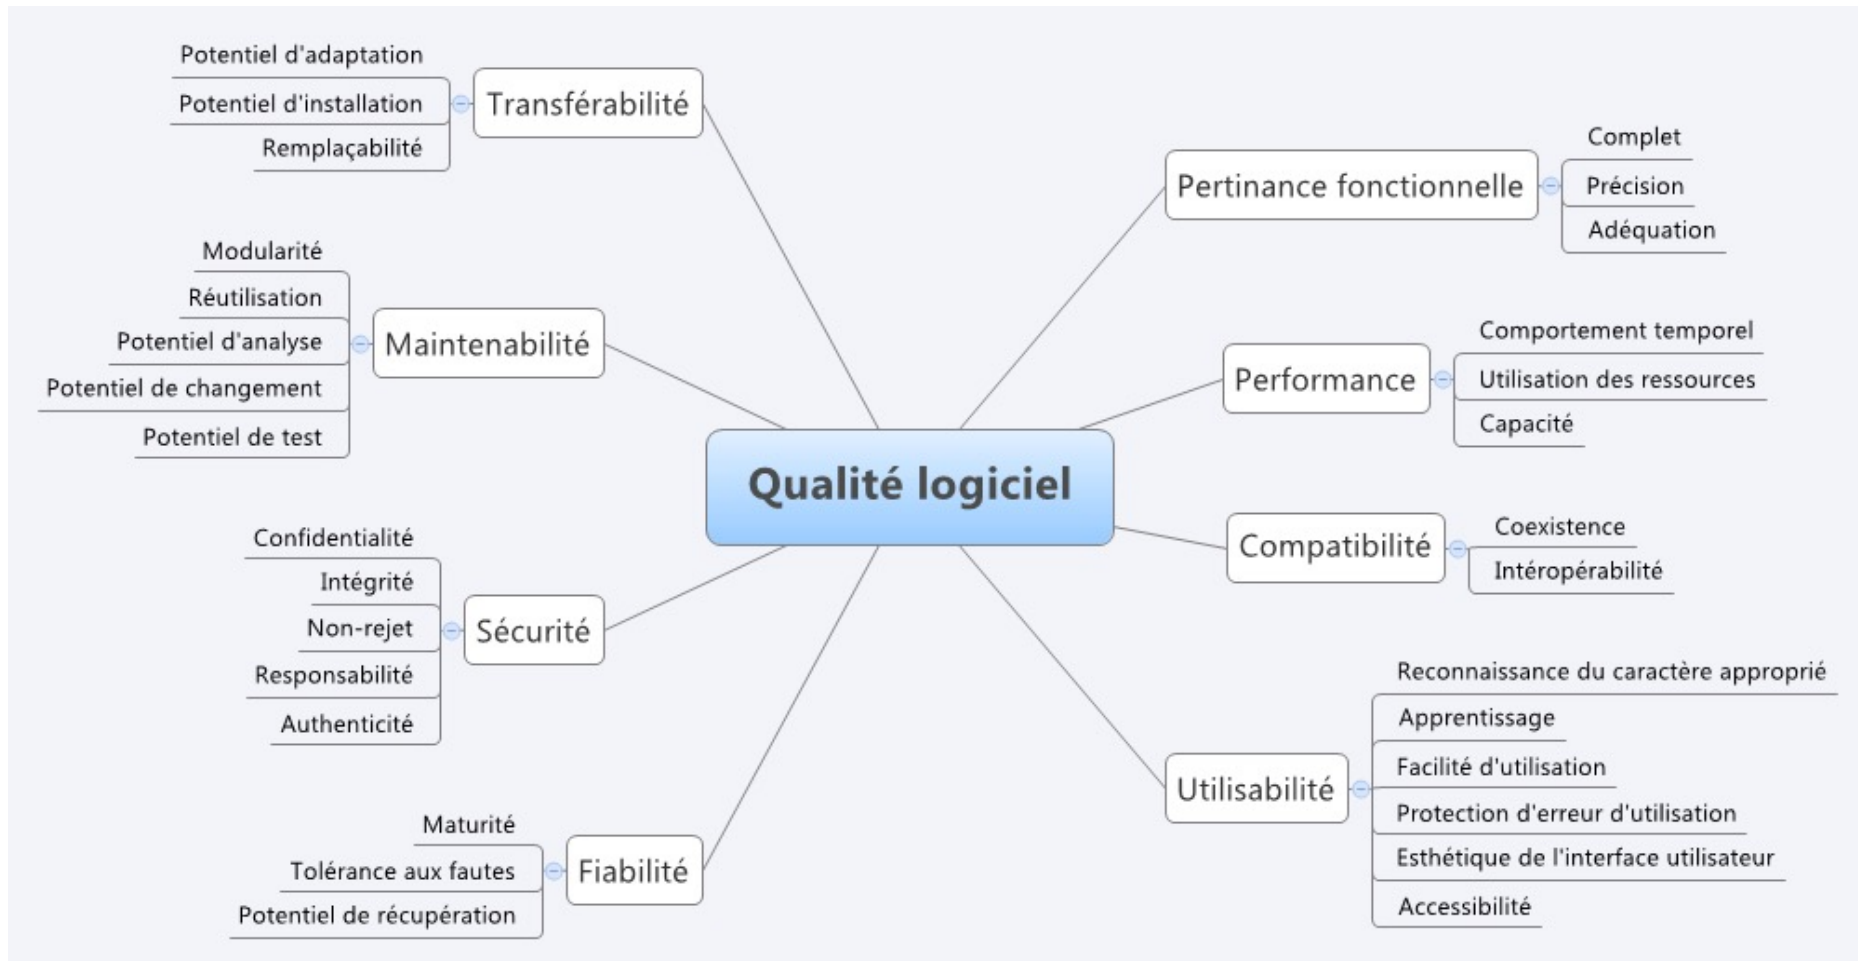 Qualité logiciel
Pertinance fonctionnelle
Complet
Précision
Adéquation
Performance
Comportement temporel
Utilisation des ressources
Capacité
Compatibilité
Coexistence
Intéropérabilité
Utilisabilité
Reconnaissance du caractère approprié
Apprentissage
Facilité d'utilisation
Protection d'erreur d'utilisation
Esthétique de l'interface utilisateur
Accessibilité
Transférabilité
Potentiel d'adaptation
Potentiel d'installation
Remplaçabilité
Maintenabilité
Modularité
Réutilisation
Potentiel d'analyse
Potentiel de changement
Potentiel de test
Sécurité
Confidentialité
Intégrité
Non-rejet
Responsabilité
Authenticité
Fiabilité
Maturité
Tolérance aux fautes
Potentiel de récupération